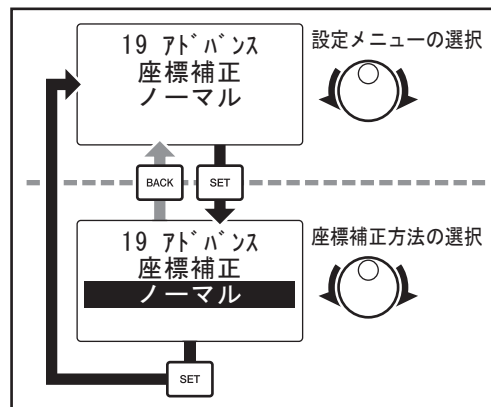 19 ｱﾄﾞﾊﾞﾝｽ
座標補正
ノーマル
設定メニューの選択
BACK
SET
19 ｱﾄﾞﾊﾞﾝｽ
座標補正
ノーマル
座標補正方法の選択
SET